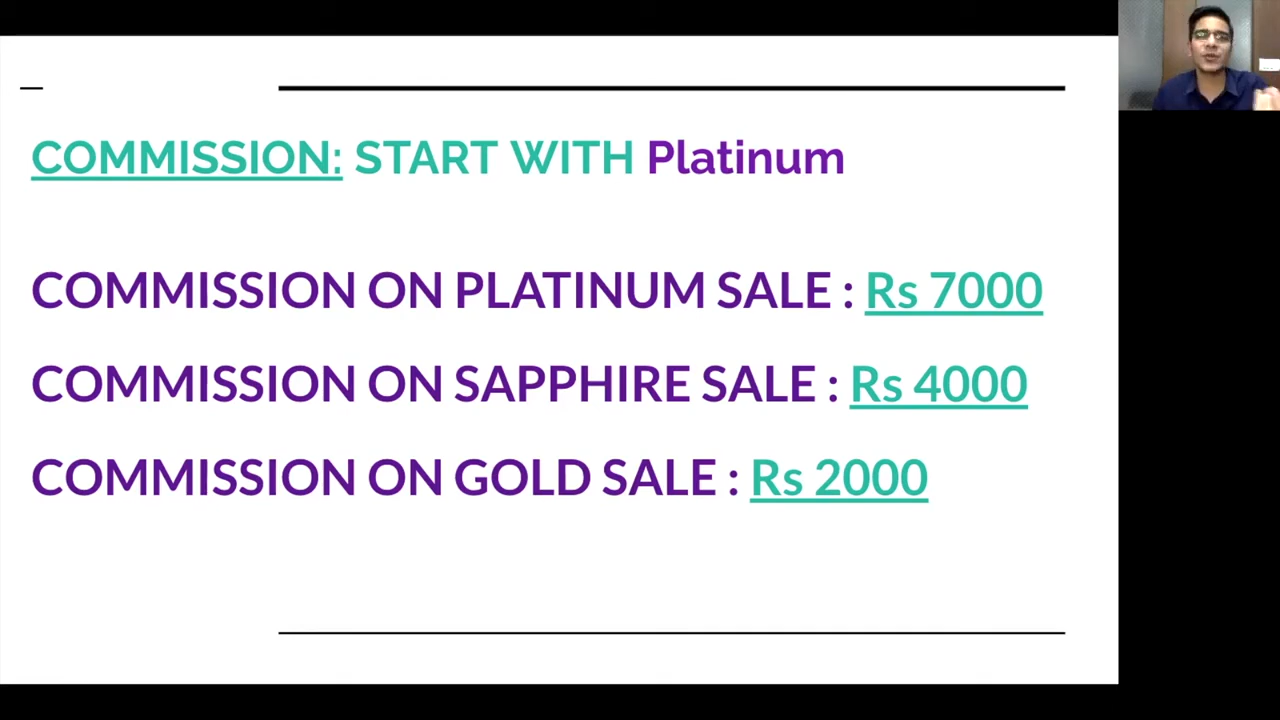 COMMISSION: START WITH Platinum
COMMISSION ON PLATINUM SALE : Rs 7000
COMMISSION ON SAPPHIRE SALE : Rs 4000
COMMISSION ON GOLD SALE : Rs 2000